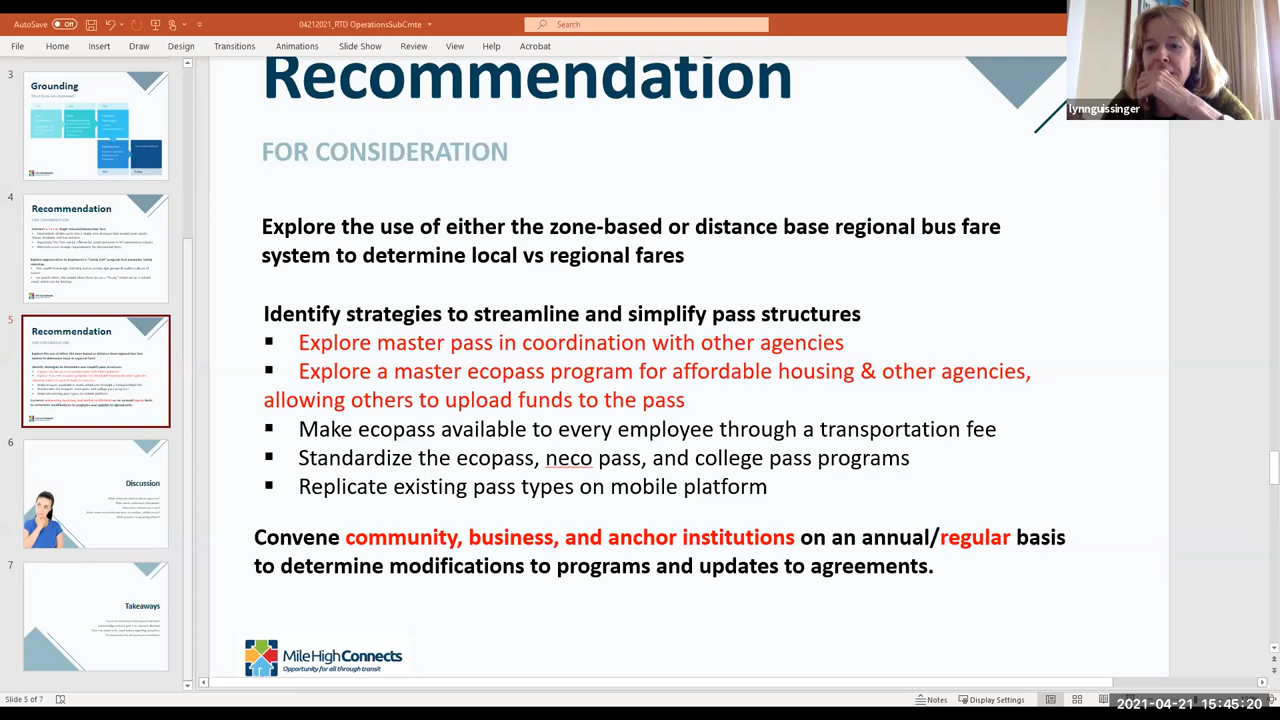 AutoSave Off 04212021_RTD OperationsSubCmte Search
File Home Insert Draw Design Transitions Animations Slide Show Review View Help Acrobat
lynnguissinger
3
Grounding
4
Recommendation
5
Recommendation
6
Discussion
7
Takeaways
Recommendation
FOR CONSIDERATION
Explore the use of either the zone-based or distance base regional bus fare
system to determine local vs regional fares
Identify strategies to streamline and simplify pass structures
▪ Explore master pass in coordination with other agencies
▪ Explore a master ecopass program for affordable housing & other agencies,
allowing others to upload funds to the pass
▪ Make ecopass available to every employee through a transportation fee
▪ Standardize the ecopass, neco pass, and college pass programs
▪ Replicate existing pass types on mobile platform
Convene community, business, and anchor institutions on an annual/regular basis
to determine modifications to programs and updates to agreements.
MileHighConnects
Opportunity for all through transit
Slide 5 of 7 Notes Display Settings
2021-04-21 15:45:20